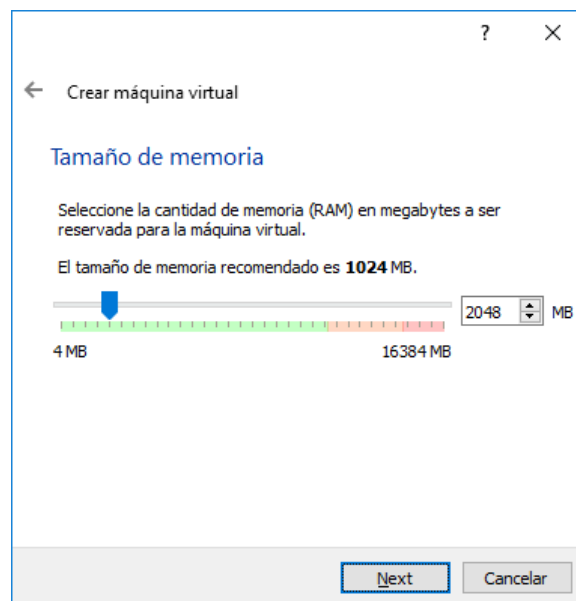 ?
Crear máquina virtual
Tamaño de memoria
Seleccione la cantidad de memoria (RAM) en megabytes a ser
reservada para la máquina virtual.
El tamaño de memoria recomendado es 1024 MB.
2048 MB
4 MB 16384 MB
Next Cancelar